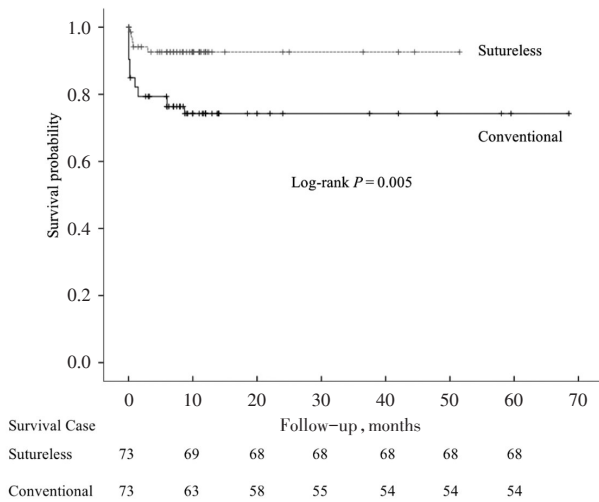 1.0
0.8
0.6
0.4
0.2
0.0
Survival probability
Sutureless
Conventional
Log-rank P = 0.005
0 10 20 30 40 50 60 70
Survival Case
Follow-up, months
Sutureless 73 69 68 68 68 68 68
Conventional 73 63 58 55 54 54 54